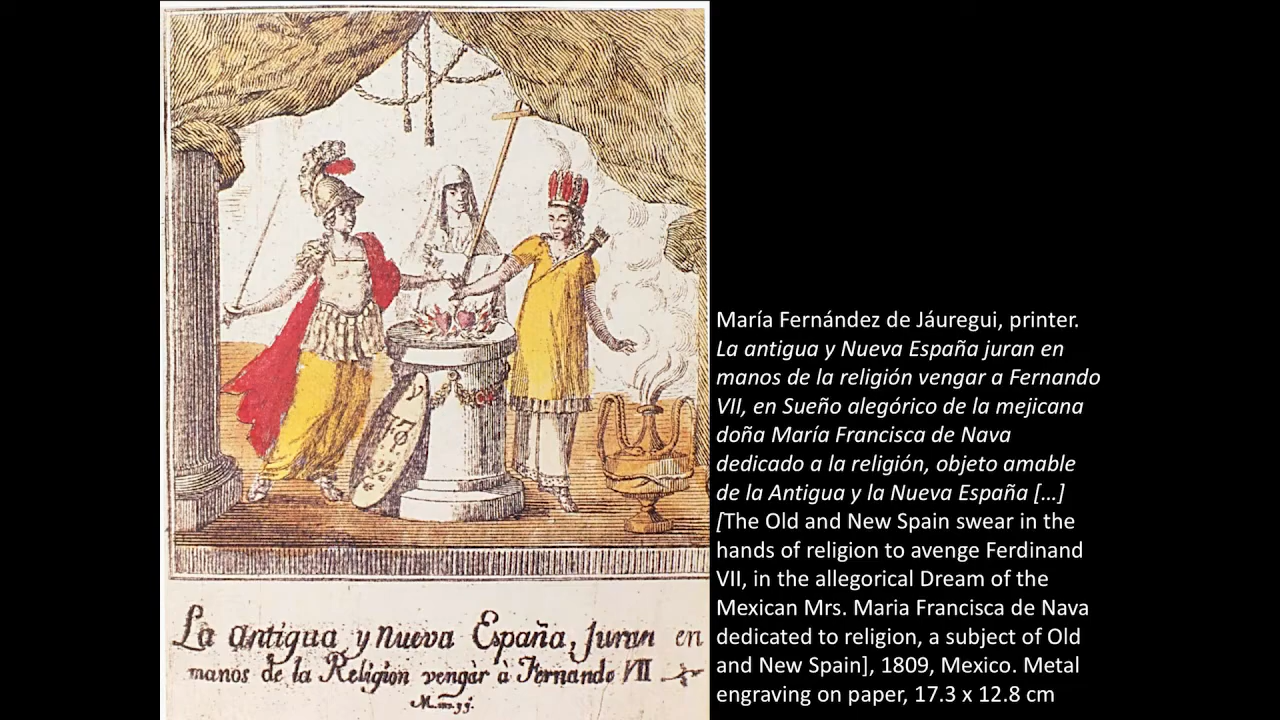 La antigua y nueva España, juran en
manos de la Religion vengar à Fernando VII
María Fernández de Jáuregui, printer.
La antigua y Nueva España juran en
manos de la religión vengar a Fernando
VII, en Sueño alegórico de la mejicana
doña María Francisca de Nava
dedicado a la religión, objeto amable
de la Antigua y la Nueva España [...]
[The Old and New Spain swear in the
hands of religion to avenge Ferdinand
VII, in the allegorical Dream of the
Mexican Mrs. Maria Francisca de Nava
dedicated to religion, a subject of Old
and New Spain], 1809, Mexico. Metal
engraving on paper, 17.3 x 12.8 cm